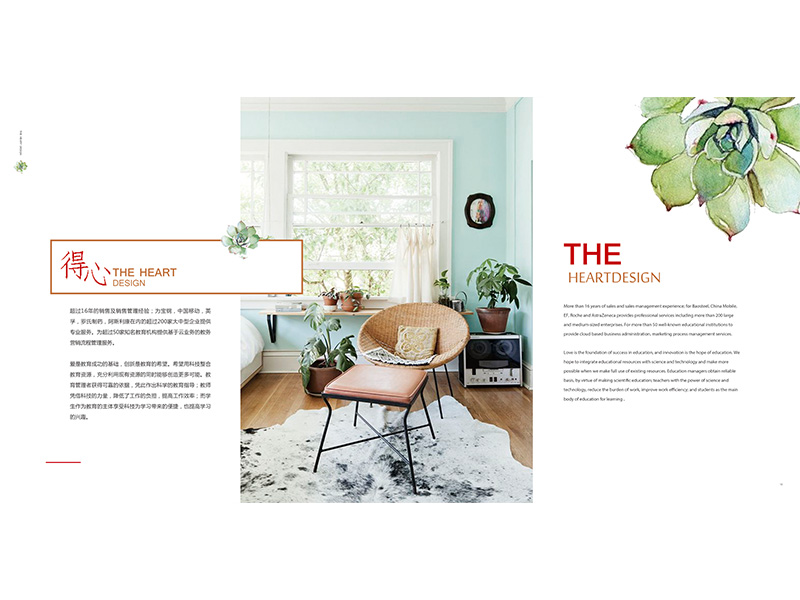 得心 THE HEART
DESIGN
超过16年的销售及销售管理经验；为宝钢，中国移动，英
孚，罗氏制药，阿斯利康在内的超过200家大中型企业提供
专业服务。为超过50家知名教育机构提供基于云业务的教务
营销流程管理服务。
爱是教育成功的基础，创新是教育的希望。希望用科技整合
教育资源，充分利用现有资源的同时能够创造更多可能。教
育管理者获得可靠的依据，凭此作出科学的教育指导；教师
凭借科技的力量，降低了工作的负担，提高工作效率；而学
生作为教育的主体享受科技为学习带来的便捷，也提高学习
的兴趣。
THE
HEARTDESIGN
More than 16 years of sales and sales management experience; for Baosteel, China Mobile,
EF, Roche and AstraZeneca provides professional services including more than 200 large
and medium-sized enterprises. For more than 50 well-known educational institutions to
provide cloud based business administration, marketing process management services.
Love is the foundation of success in education, and innovation is the hope of education. We
hope to integrate educational resources with science and technology and make more
possible when we make full use of existing resources. Education managers obtain reliable
basis, by virtue of making scientific education; teachers with the power of science and
technology, reduce the burden of work, improve work efficiency; and students as the main
body of education for learning .